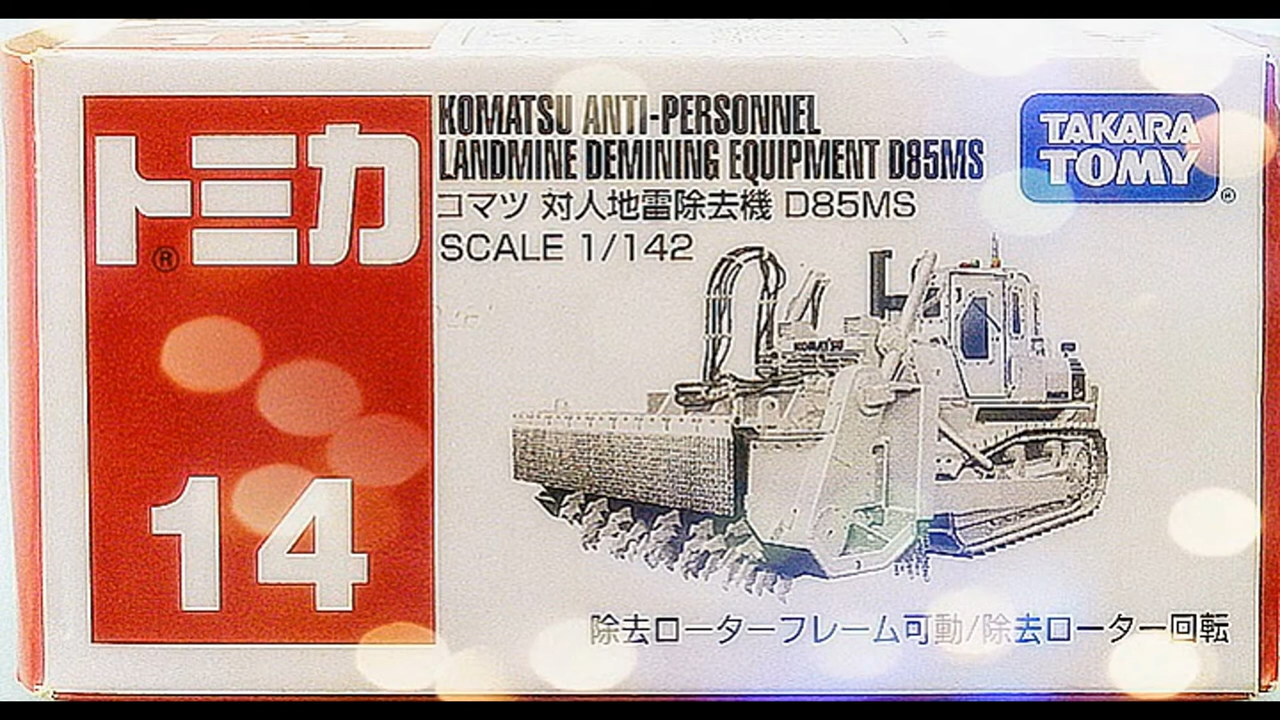 トミカ
®
14
KOMATSU ANTI-PERSONNEL
LANDMINE DEMINING EQUIPMENT D85MS
コマツ 対人地雷除去機 D85MS
SCALE 1/142
TAKARA
TOMY
®
KOMATSU
除去ローターフレーム可動/除去ローター回転